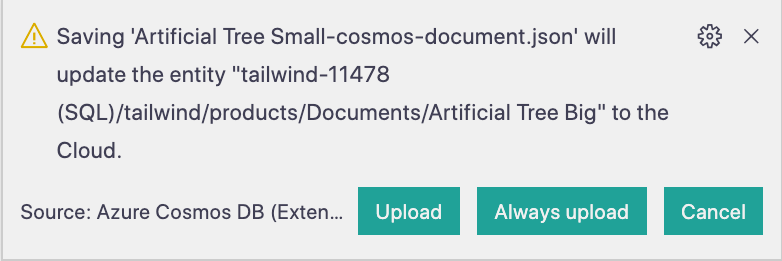 Saving 'Artificial Tree Small-cosmos-document.json' will
update the entity "tailwind-11478
(SQL)/tailwind/products/Documents/Artificial Tree Big" to the
Cloud.
Source: Azure Cosmos DB (Exten... Upload Always upload Cancel